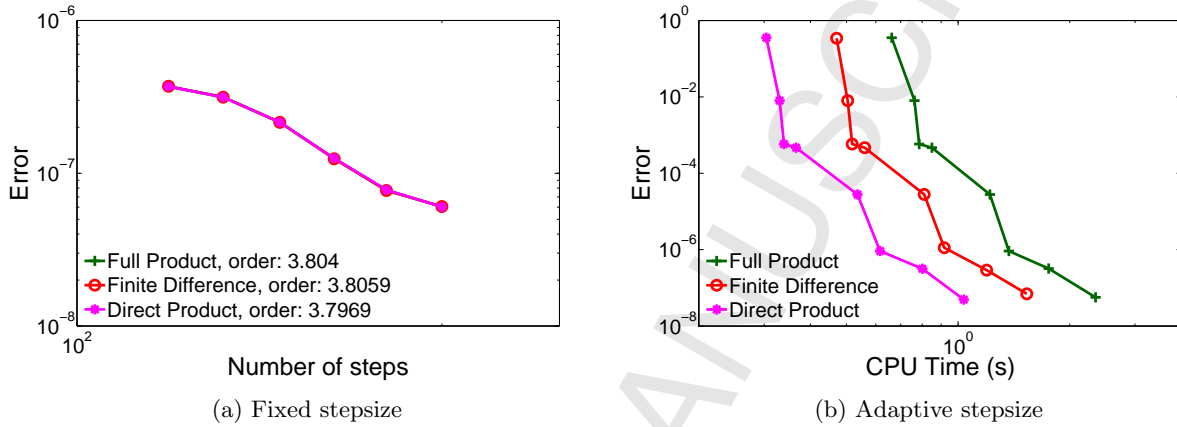 10^-6
10^-7
10^-8
Error
Full Product, order: 3.804
Finite Difference, order: 3.8059
Direct Product, order: 3.7969
10^2
Number of steps
(a) Fixed stepsize
10^0
10^-2
10^-4
10^-6
10^-8
Error
Full Product
Finite Difference
Direct Product
10^0
CPU Time (s)
(b) Adaptive stepsize
ANUSC